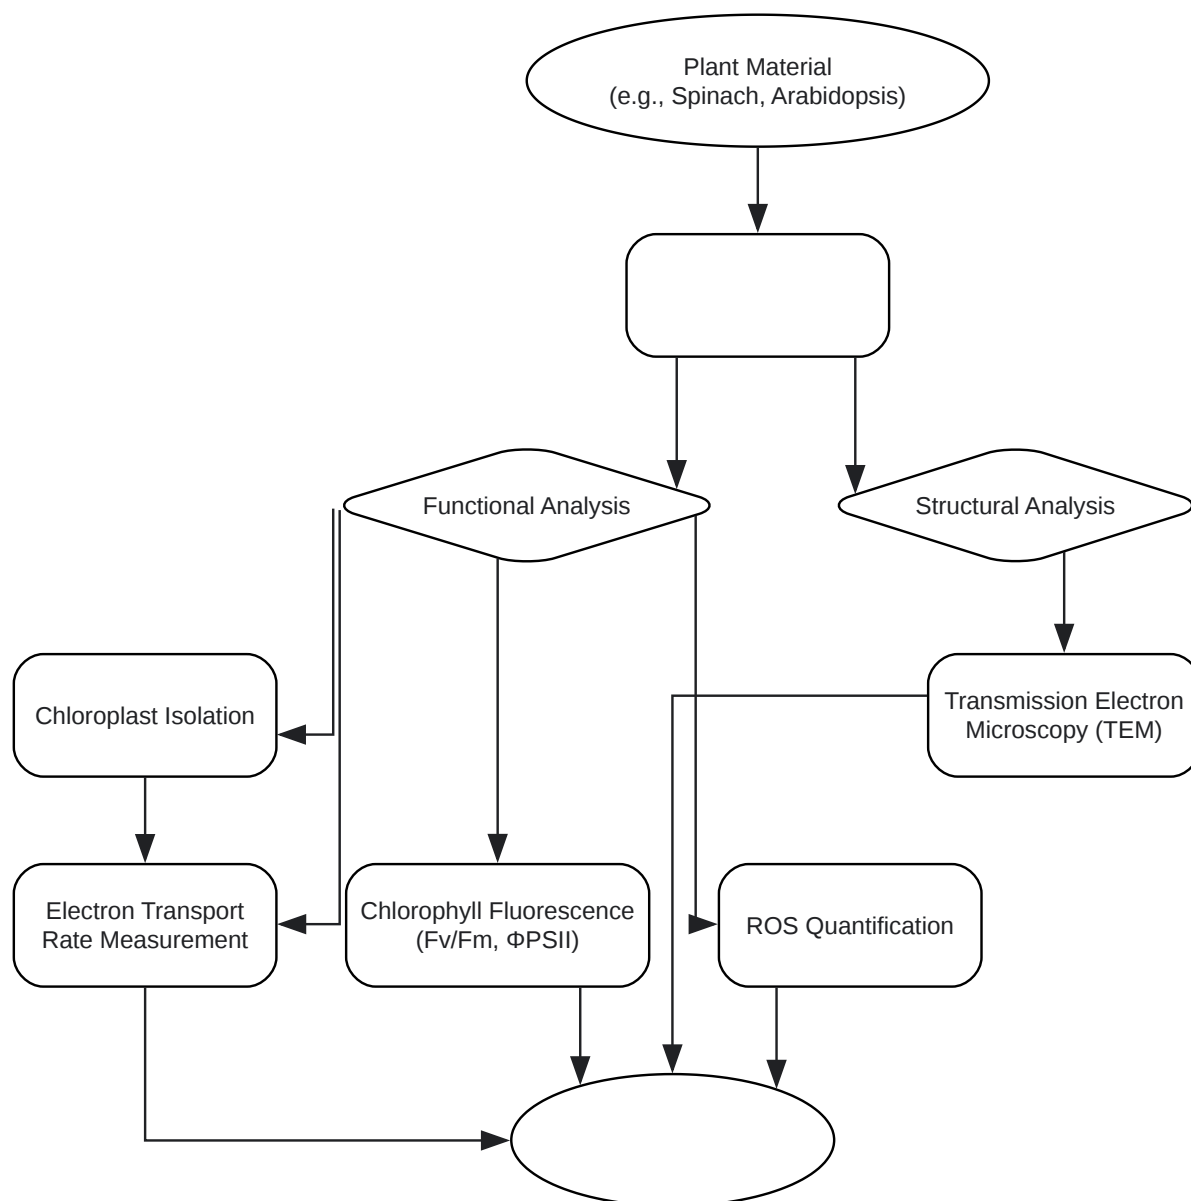 Plant Material
(e.g., Spinach, Arabidopsis)
Functional Analysis
Structural Analysis
Chloroplast Isolation
Transmission Electron
Microscopy (TEM)
Electron Transport
Rate Measurement
Chlorophyll Fluorescence
(Fv/Fm, ΦPSII)
ROS Quantification